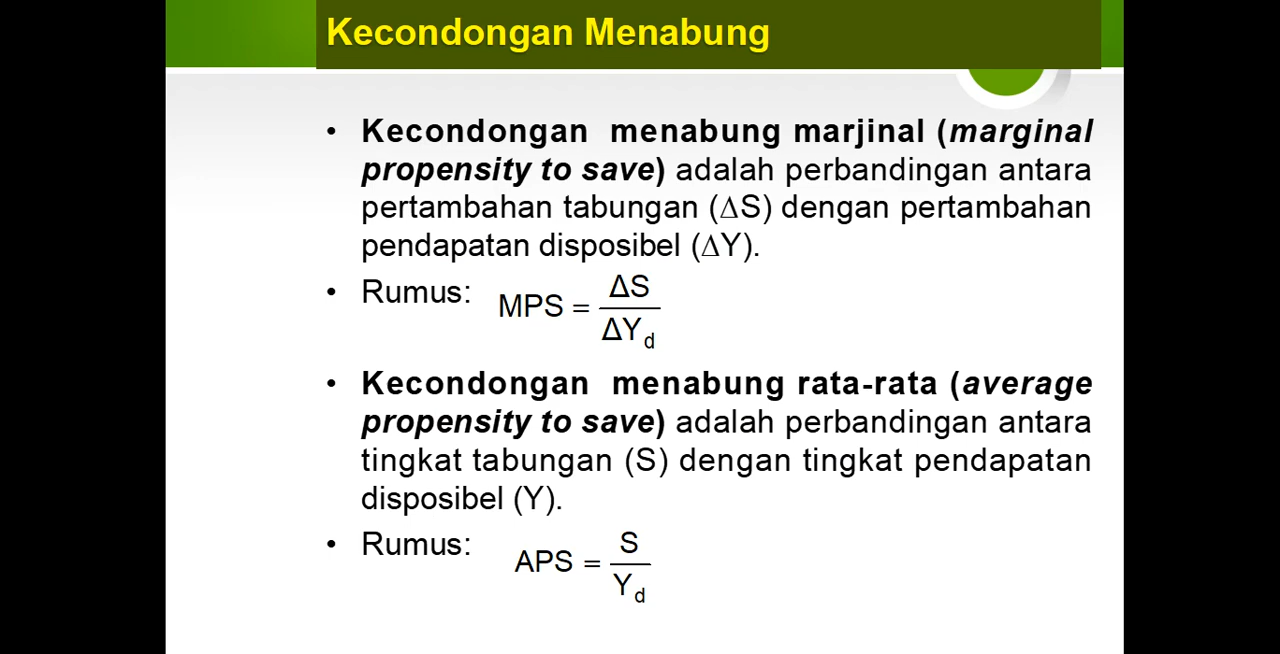 Kecondongan Menabung
• Kecondongan menabung marjinal (marginal
propensity to save) adalah perbandingan antara
pertambahan tabungan (ΔS) dengan pertambahan
pendapatan disposibel (ΔY).
• Rumus: MPS = ΔS / ΔYd
• Kecondongan menabung rata-rata (average
propensity to save) adalah perbandingan antara
tingkat tabungan (S) dengan tingkat pendapatan
disposibel (Y).
• Rumus: APS = S / Yd